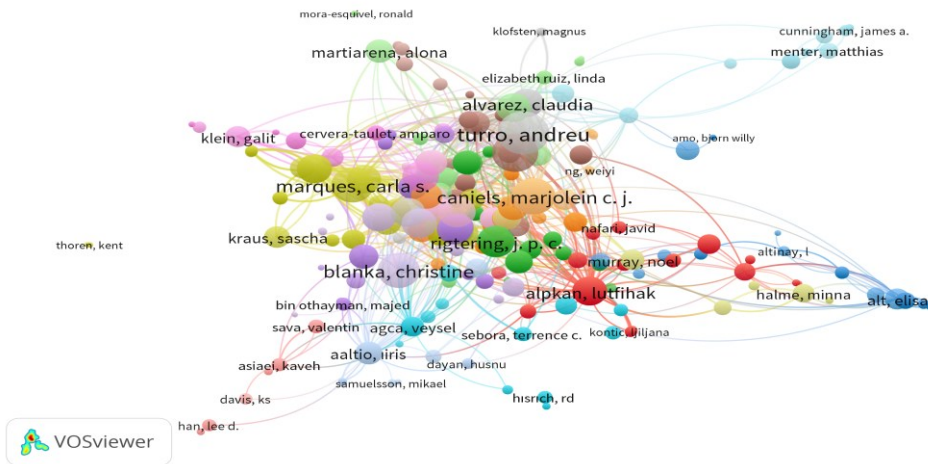 mora-esquivel, ronald
klofsten, magnus
cunningham, james a.
menter, matthias
martiarena, alona
elizabeth ruiz, linda
alvarez, claudia
klein, galit
cervera-taulet, amparo
turro, andreu
amo, bjorn willy
ng, weiyi
marques, carla s.
caniels, marjolein c. j.
nafari, javid
thoren, kent
kraus, sascha
rigtering, j. p. c.
altinay, l
murray, noel
blanka, christine
alpkan, lutfihak
halme, minna
alt, elisa
bin othayman, majed
sava, valentin
agca, veysel
sebora, terrence c.
aaltio, iiris
asiaei, kaveh
dayan, husnu
samuelsson, mikael
davis, ks
hisrich, rd
han, lee d.
VOSviewer